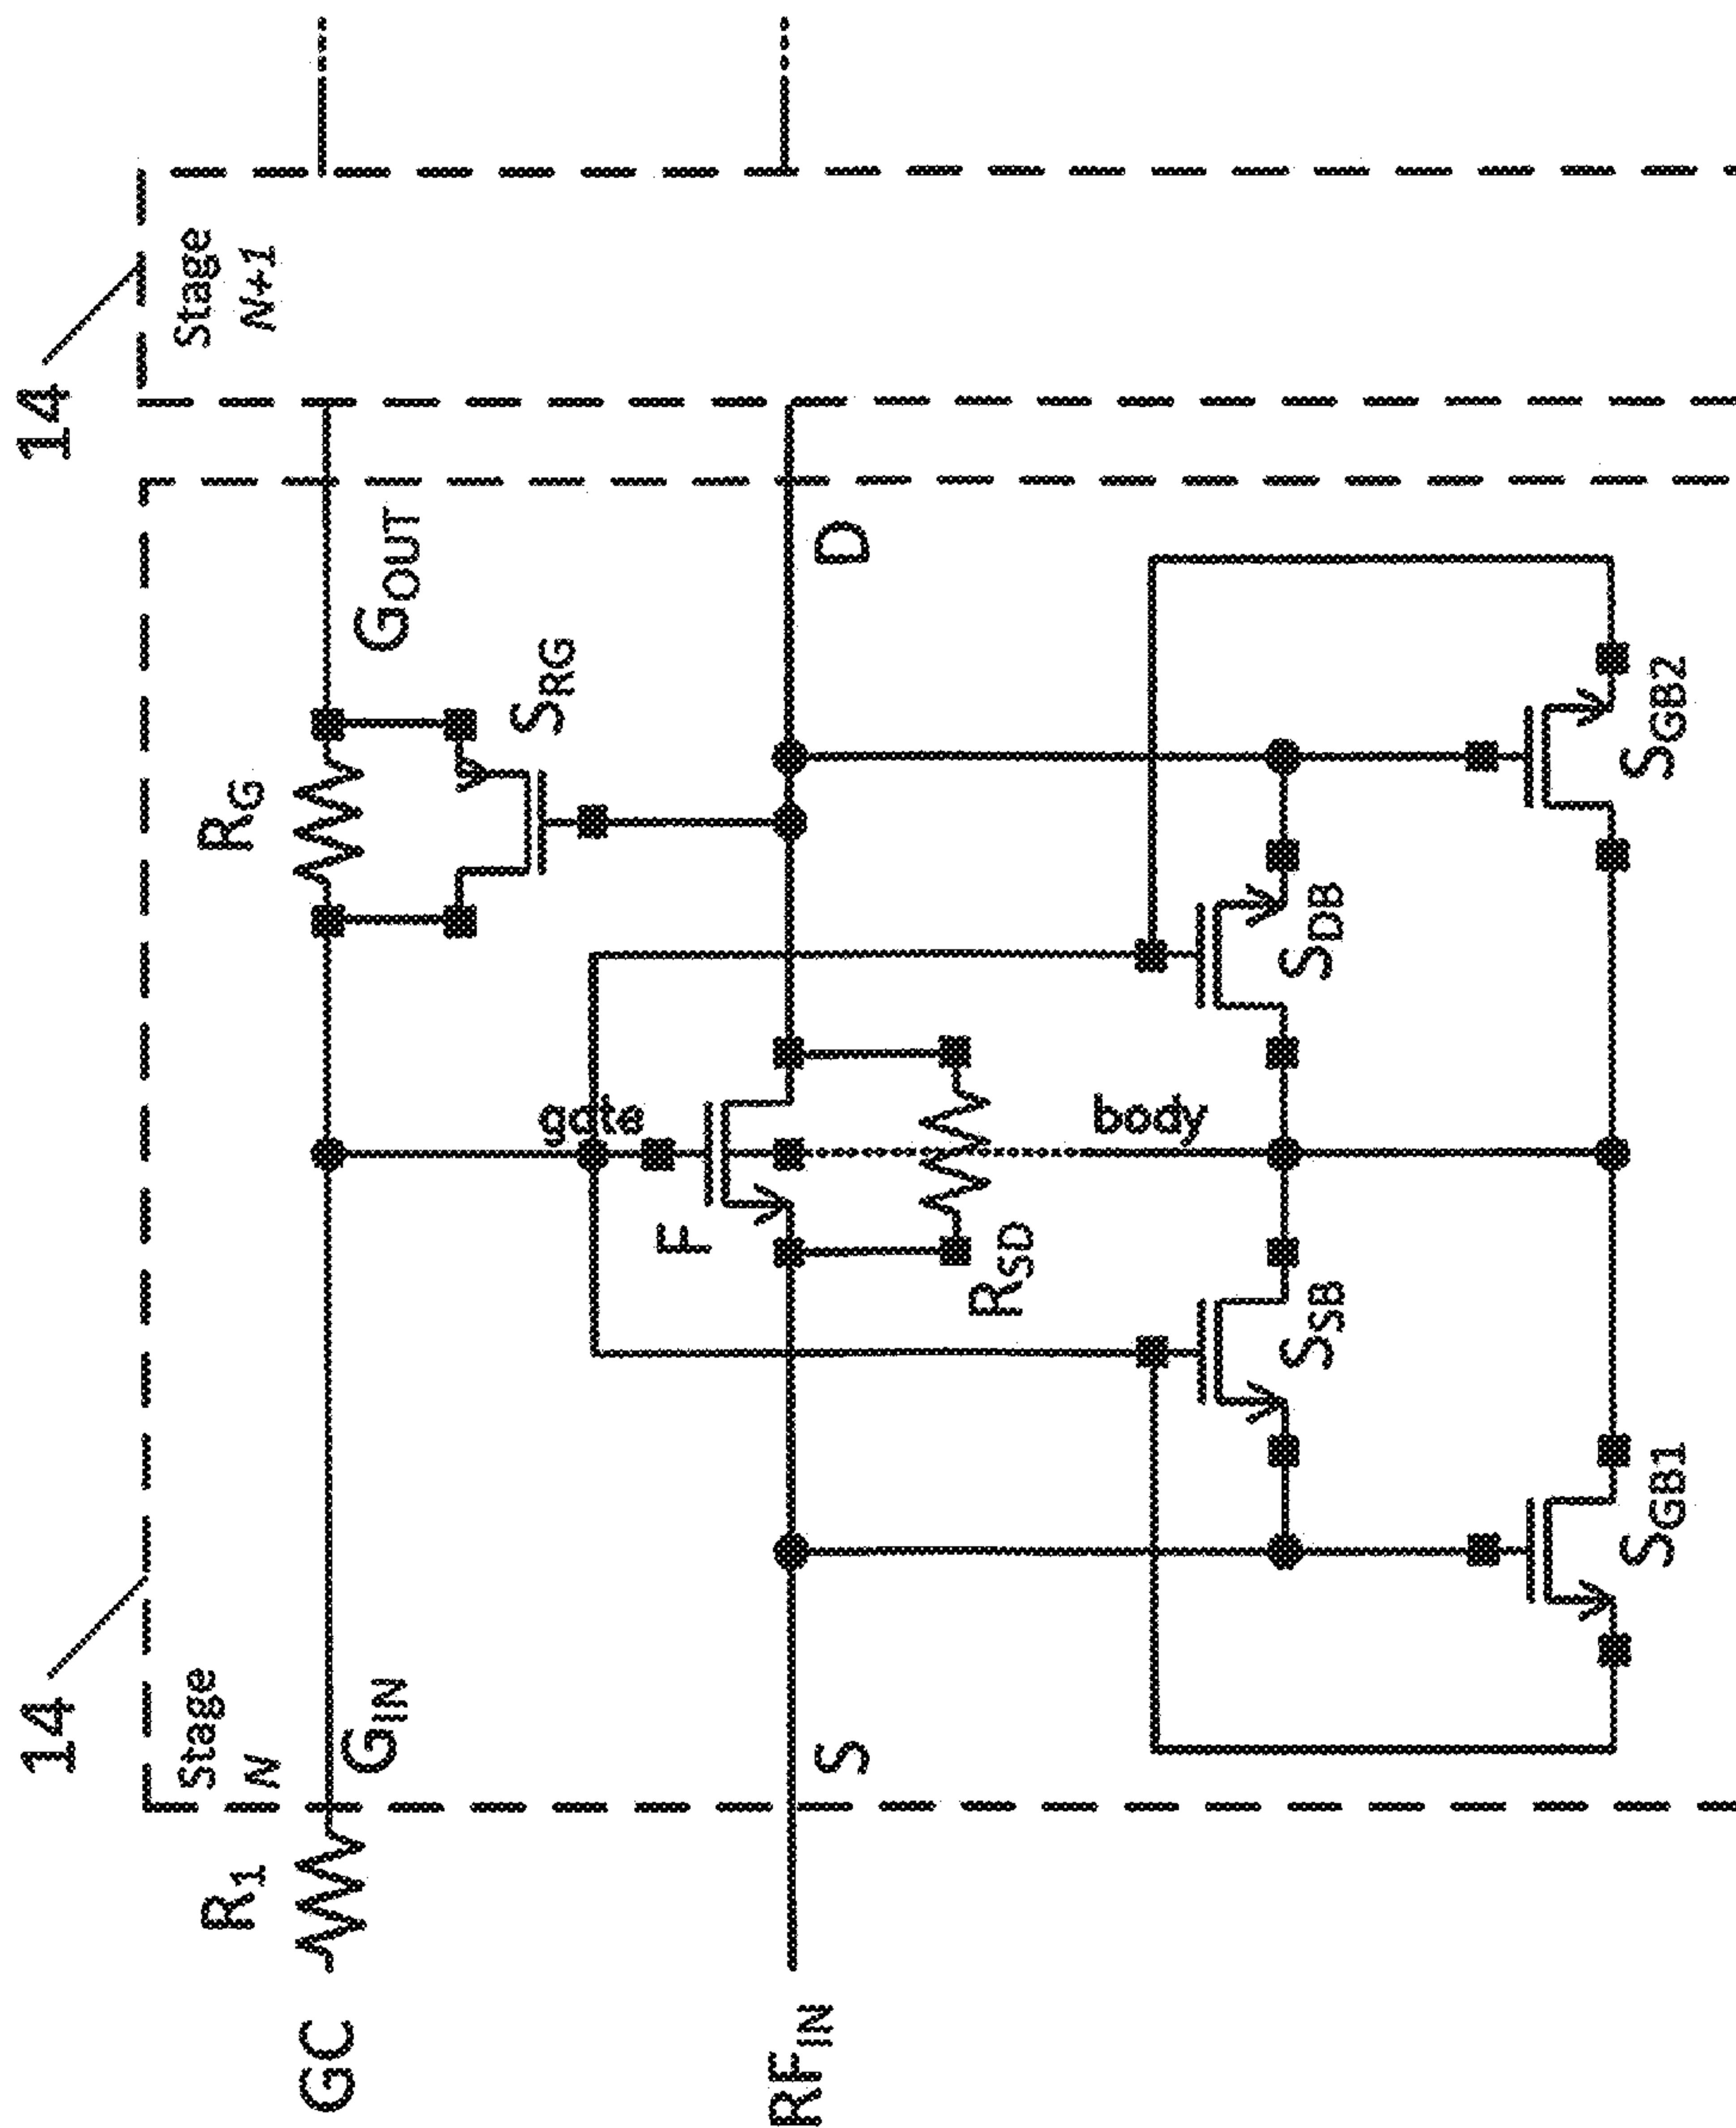 14
14
Stage
N
Stage
N+1
GC
R1
GIN
RG
GOUT
SRG
gate
F
RFIN
S
D
RSD
body
SSB
SDB
SGB1
SGB2